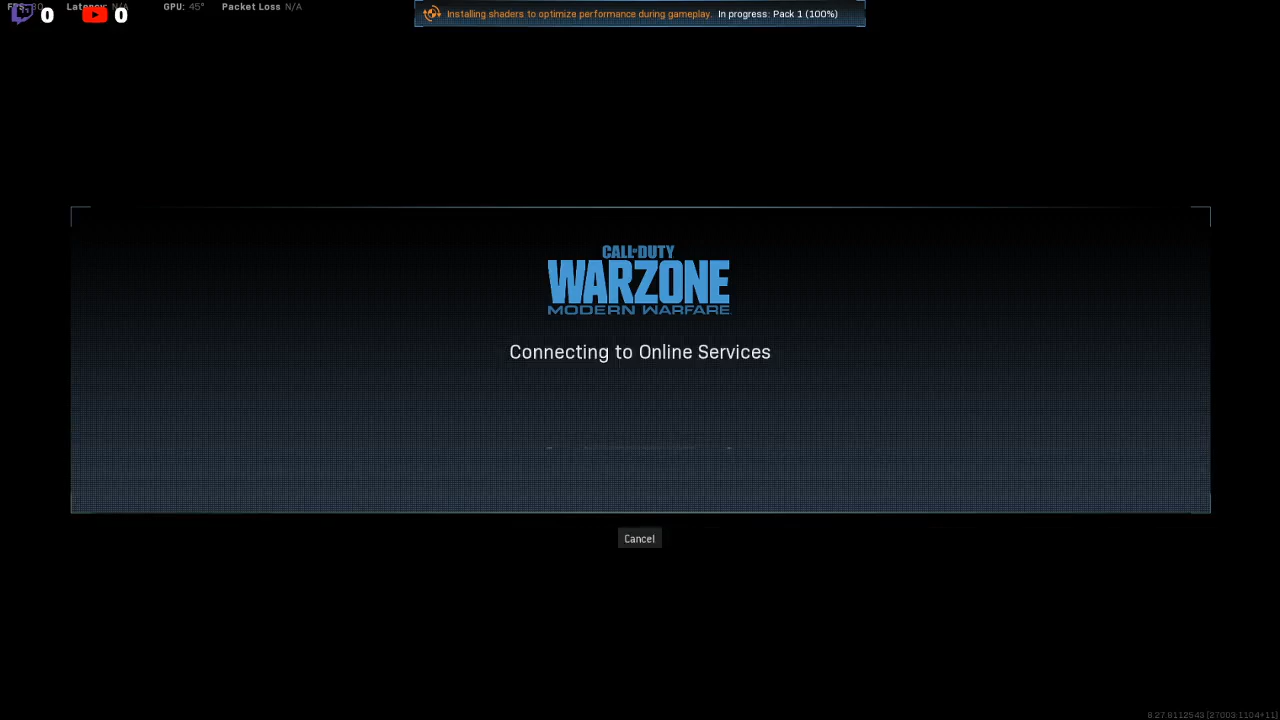 Latency: N/A GPU: 45° Packet Loss N/A
0 0
Installing shaders to optimize performance during gameplay. In progress: Pack 1 (100%)
CALL OF DUTY
WARZONE
MODERN WARFARE
Connecting to Online Services
Cancel